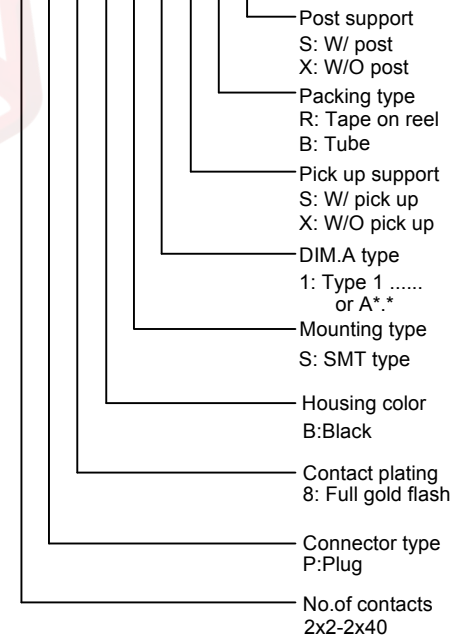 Post support
S: W/ post
X: W/O post
Packing type
R: Tape on reel
B: Tube
Pick up support
S: W/ pick up
X: W/O pick up
DIM.A type
1: Type 1 ......
or A*.*
Mounting type
S: SMT type
Housing color
B:Black
Contact plating
8: Full gold flash
Connector type
P:Plug
No.of contacts
2x2-2x40